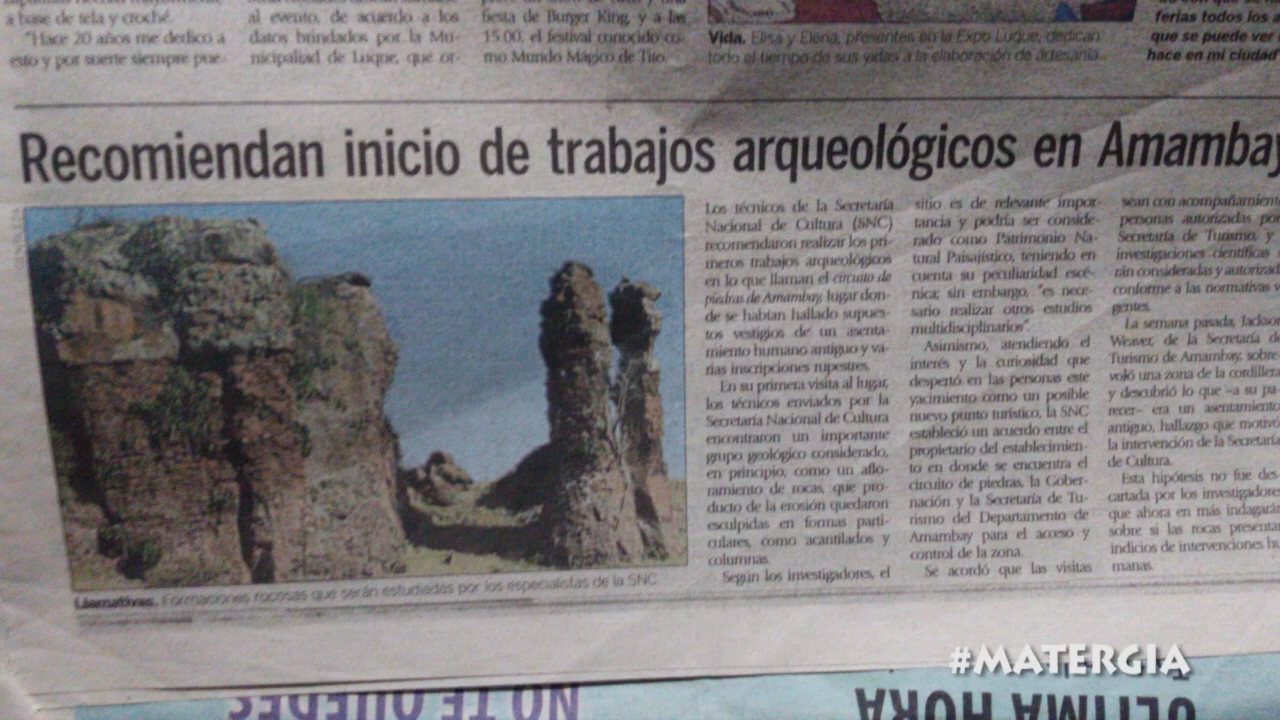 a base de tela y croché.
"Hace 20 años me dedico a
esto y por suerte siempre pue-
al evento, de acuerdo a los
datos brindados por la Mu-
nicipalidad de Luque, que or-
fiesta de Burger King, y a las
15.00, el festival conocido co-
mo Mundo Mágico de Tito.
Vida. Elisa y Elena, presentes en la Expo Luque, dedican
todo el tiempo de sus vidas a la elaboración de artesanía.
ferias todos los
que se puede ver
hace en mi ciudad
Recomiendan inicio de trabajos arqueológicos en Amambay
Llamativas. Formaciones rocosas que serán estudiadas por los especialistas de la SNC.
Los técnicos de la Secretaría
Nacional de Cultura (SNC)
recomendaron realizar los pri-
meros trabajos arqueológicos
en lo que llaman el circuito de
piedras de Amambay, lugar don-
de se habían hallado supues-
tos vestigios de un asenta-
miento humano antiguo y va-
rias inscripciones rupestres.
En su primera visita al lugar,
los técnicos enviados por la
Secretaría Nacional de Cultura
encontraron un importante
grupo geológico considerado,
en principio, como un aflo-
ramiento de rocas, que pro-
ducto de la erosión quedaron
esculpidas en formas parti-
culares, como acantilados y
columnas.
Según los investigadores, el
sitio es de relevante impor-
tancia y podría ser conside-
rado como Patrimonio Na-
tural Paisajístico, teniendo en
cuenta su peculiaridad escé-
nica; sin embargo, "es nece-
sario realizar otros estudios
multidisciplinarios".
Asimismo, atendiendo el
interés y la curiosidad que
despertó en las personas este
yacimiento como un posible
nuevo punto turístico, la SNC
estableció un acuerdo entre el
propietario del establecimien-
to en donde se encuentra el
circuito de piedras, la Gober-
nación y la Secretaría de Tu-
rismo del Departamento de
Amambay para el acceso y
control de la zona.
Se acordó que las visitas
sean con acompañamient
personas autorizadas por
Secretaría de Turismo, y
investigaciones científicas
rán consideradas y autorizad
conforme a las normativas v
gentes.
La semana pasada, Jackson
Weaver, de la Secretaría de
Turismo de Amambay, sobre-
voló una zona de la cordillera
y descubrió lo que –a su pa-
recer– era un asentamiento
antiguo, hallazgo que motivó
la intervención de la Secretaría
de Cultura.
Esta hipótesis no fue des-
cartada por los investigadores
que ahora en más indagarán
sobre si las rocas presentan
indicios de intervenciones hu-
manas.
#MATERGIA
NO TE QUEDES
ÚLTIMA HORA